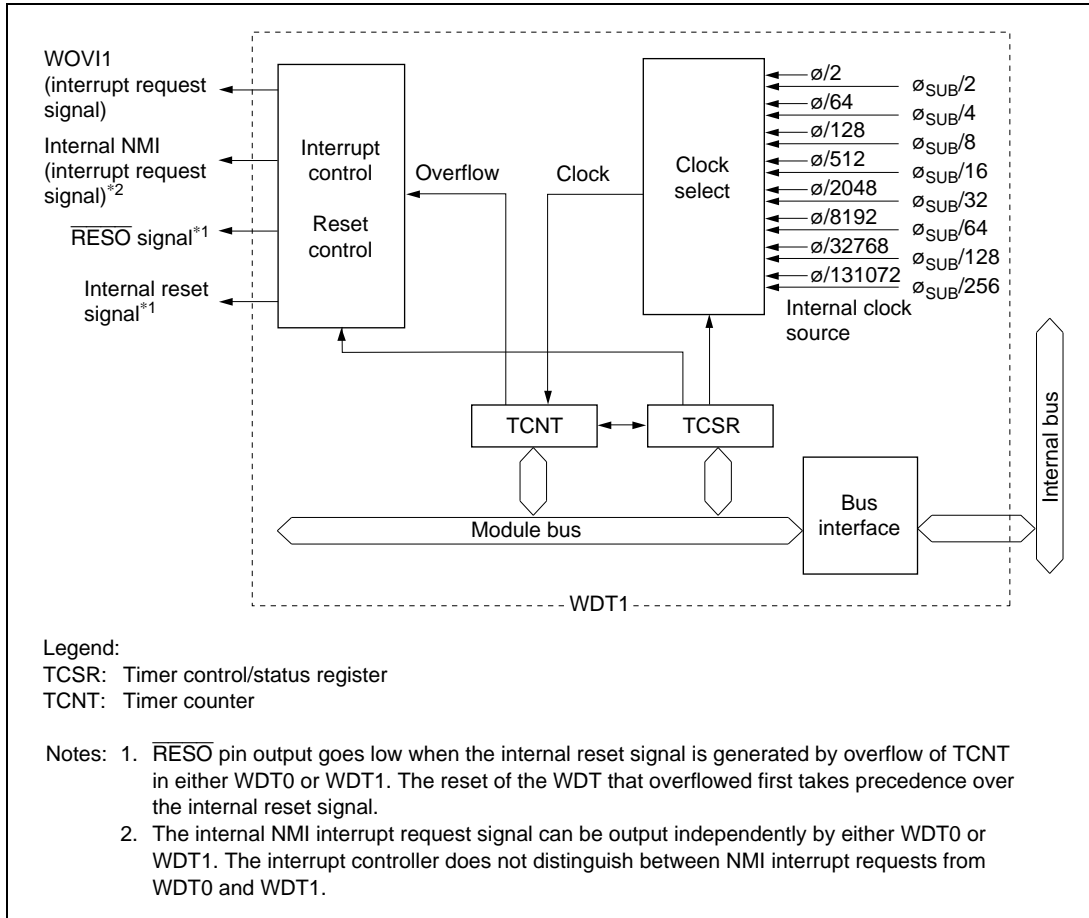 WOVI1
(interrupt request
signal)
Internal NMI
(interrupt request
signal)*2
RESO signal*1
Internal reset
signal*1
Interrupt
control
Reset
control
Overflow
Clock
Clock
select
ø/2
ø/64
ø/128
ø/512
ø/2048
ø/8192
ø/32768
ø/131072
øSUB/2
øSUB/4
øSUB/8
øSUB/16
øSUB/32
øSUB/64
øSUB/128
øSUB/256
Internal clock
source
TCNT
TCSR
Module bus
Bus
interface
Internal bus
WDT1
Legend:
TCSR: Timer control/status register
TCNT: Timer counter
Notes: 1. RESO pin output goes low when the internal reset signal is generated by overflow of TCNT
in either WDT0 or WDT1. The reset of the WDT that overflowed first takes precedence over
the internal reset signal.
2. The internal NMI interrupt request signal can be output independently by either WDT0 or
WDT1. The interrupt controller does not distinguish between NMI interrupt requests from
WDT0 and WDT1.